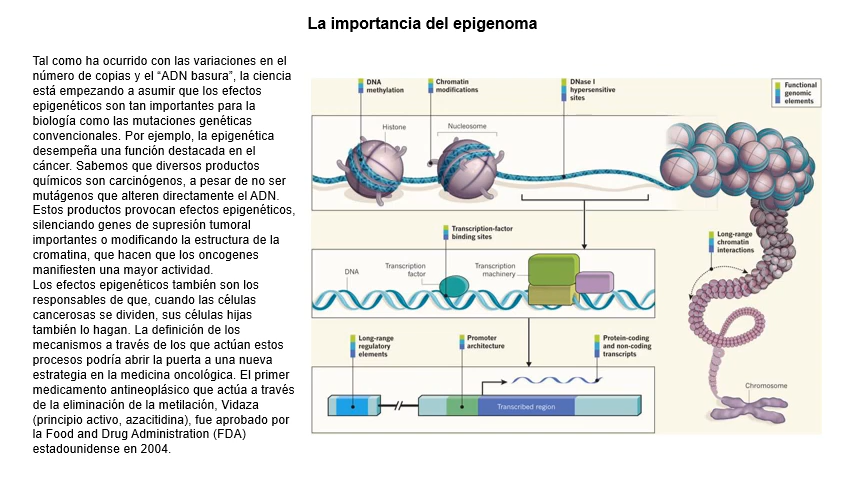 La importancia del epigenoma
Tal como ha ocurrido con las variaciones en el
número de copias y el “ADN basura”, la ciencia
está empezando a asumir que los efectos
epigenéticos son tan importantes para la
biología como las mutaciones genéticas
convencionales. Por ejemplo, la epigenética
desempeña una función destacada en el
cáncer. Sabemos que diversos productos
químicos son carcinógenos, a pesar de no ser
mutágenos que alteren directamente el ADN.
Estos productos provocan efectos epigenéticos,
silenciando genes de supresión tumoral
importantes o modificando la estructura de la
cromatina, que hacen que los oncogenes
manifiesten una mayor actividad.
Los efectos epigenéticos también son los
responsables de que, cuando las células
cancerosas se dividen, sus células hijas
también lo hagan. La definición de los
mecanismos a través de los que actúan estos
procesos podría abrir la puerta a una nueva
estrategia en la medicina oncológica. El primer
medicamento antineoplásico que actúa a través
de la eliminación de la metilación, Vidaza
(principio activo, azacitidina), fue aprobado por
la Food and Drug Administration (FDA)
estadounidense en 2004.
DNA
methylation
Chromatin
modifications
DNase I
hypersensitive
sites
Functional
genomic
elements
Histone
Nucleosome
Transcription-factor
binding sites
Long-range
chromatin
interactions
DNA
Transcription
factor
Transcription
machinery
Long-range
regulatory
elements
Promoter
architecture
Protein-coding
and non-coding
transcripts
Transcribed region
Chromosome